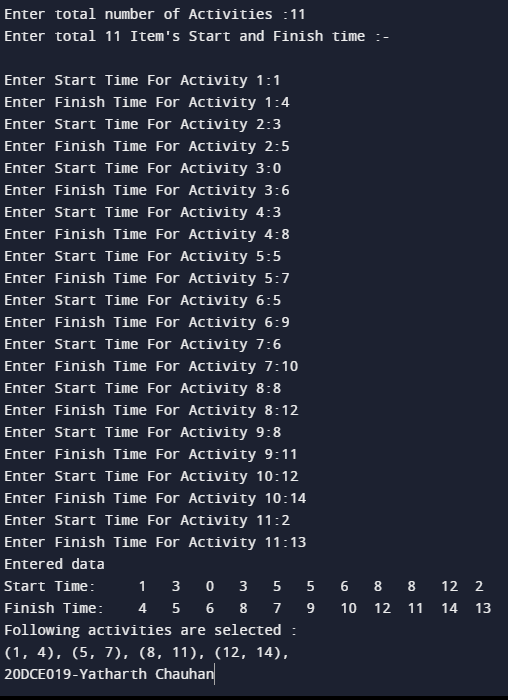 Enter total number of Activities :11
Enter total 11 Item's Start and Finish time :-
Enter Start Time For Activity 1:1
Enter Finish Time For Activity 1:4
Enter Start Time For Activity 2:3
Enter Finish Time For Activity 2:5
Enter Start Time For Activity 3:0
Enter Finish Time For Activity 3:6
Enter Start Time For Activity 4:3
Enter Finish Time For Activity 4:8
Enter Start Time For Activity 5:5
Enter Finish Time For Activity 5:7
Enter Start Time For Activity 6:5
Enter Finish Time For Activity 6:9
Enter Start Time For Activity 7:6
Enter Finish Time For Activity 7:10
Enter Start Time For Activity 8:8
Enter Finish Time For Activity 8:12
Enter Start Time For Activity 9:8
Enter Finish Time For Activity 9:11
Enter Start Time For Activity 10:12
Enter Finish Time For Activity 10:14
Enter Start Time For Activity 11:2
Enter Finish Time For Activity 11:13
Entered data
Start Time: 1 3 0 3 5 5 6 8 8 12 2
Finish Time: 4 5 6 8 7 9 10 12 11 14 13
Following activities are selected :
(1, 4), (5, 7), (8, 11), (12, 14),
20DCE019-Yatharth Chauhan